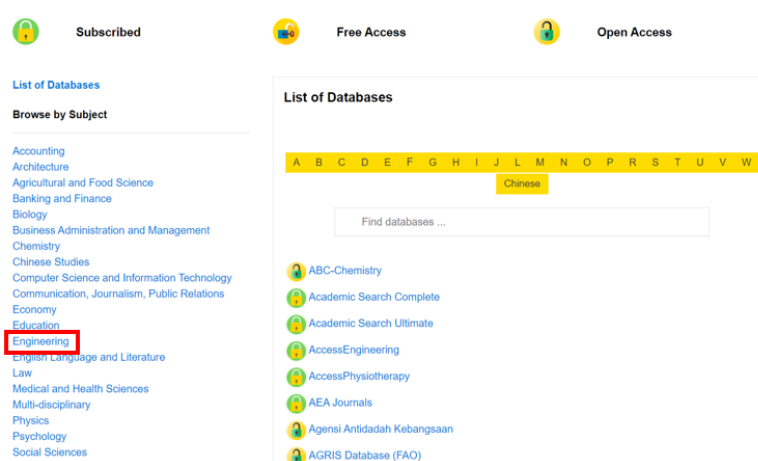 Subscribed
Free Access
Open Access
List of Databases
Browse by Subject
Accounting
Architecture
Agricultural and Food Science
Banking and Finance
Biology
Business Administration and Management
Chemistry
Chinese Studies
Computer Science and Information Technology
Communication, Journalism, Public Relations
Economy
Education
Engineering
English Language and Literature
Law
Medical and Health Sciences
Multi-disciplinary
Physics
Psychology
Social Sciences
List of Databases
A B C D E F G H I J L M N O P R S T U V W
Chinese
Find databases ...
ABC-Chemistry
Academic Search Complete
Academic Search Ultimate
AccessEngineering
AccessPhysiotherapy
AEA Journals
Agensi Antidadah Kebangsaan
AGRIS Database (FAO)